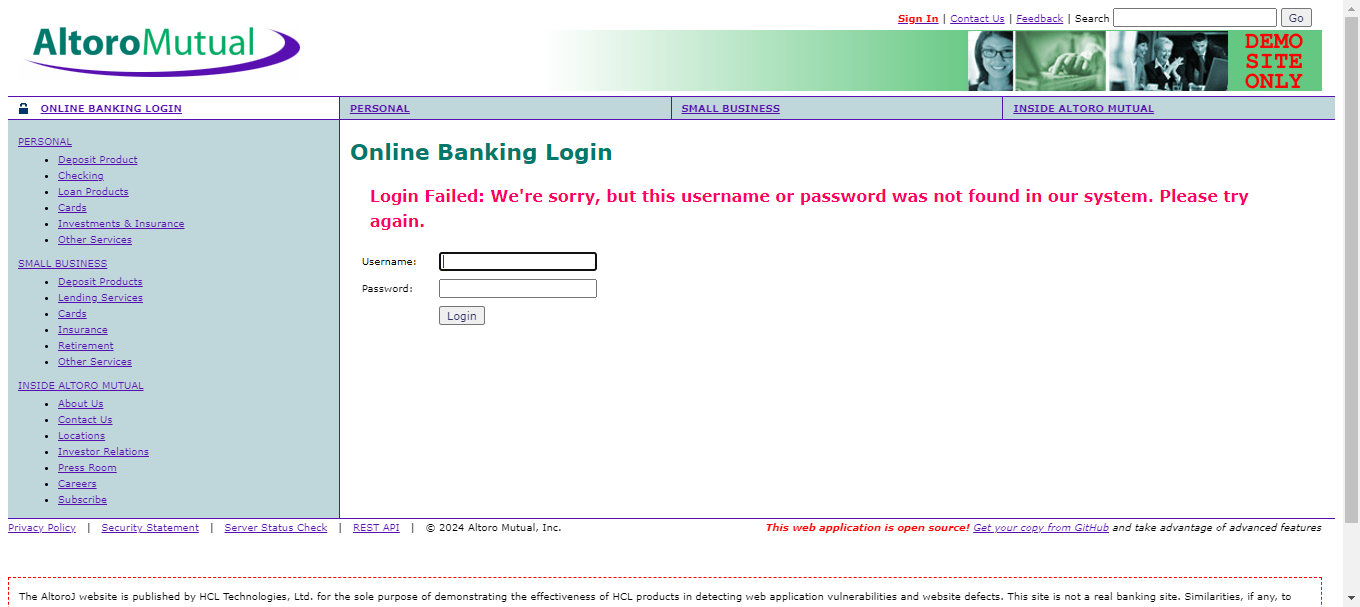 Sign In | Contact Us | Feedback | Search Go
AltoroMutual
DEMO
SITE
ONLY
ONLINE BANKING LOGIN
PERSONAL
SMALL BUSINESS
INSIDE ALTORO MUTUAL
PERSONAL
Deposit Product
Checking
Loan Products
Cards
Investments & Insurance
Other Services
SMALL BUSINESS
Deposit Products
Lending Services
Cards
Insurance
Retirement
Other Services
INSIDE ALTORO MUTUAL
About Us
Contact Us
Locations
Investor Relations
Press Room
Careers
Subscribe
Online Banking Login
Login Failed: We're sorry, but this username or password was not found in our system. Please try
again.
Username:
Password:
Login
Privacy Policy | Security Statement | Server Status Check | REST API | © 2024 Altoro Mutual, Inc.
This web application is open source! Get your copy from GitHub and take advantage of advanced features
The AltoroJ website is published by HCL Technologies, Ltd. for the sole purpose of demonstrating the effectiveness of HCL products in detecting web application vulnerabilities and website defects. This site is not a real banking site. Similarities, if any, to